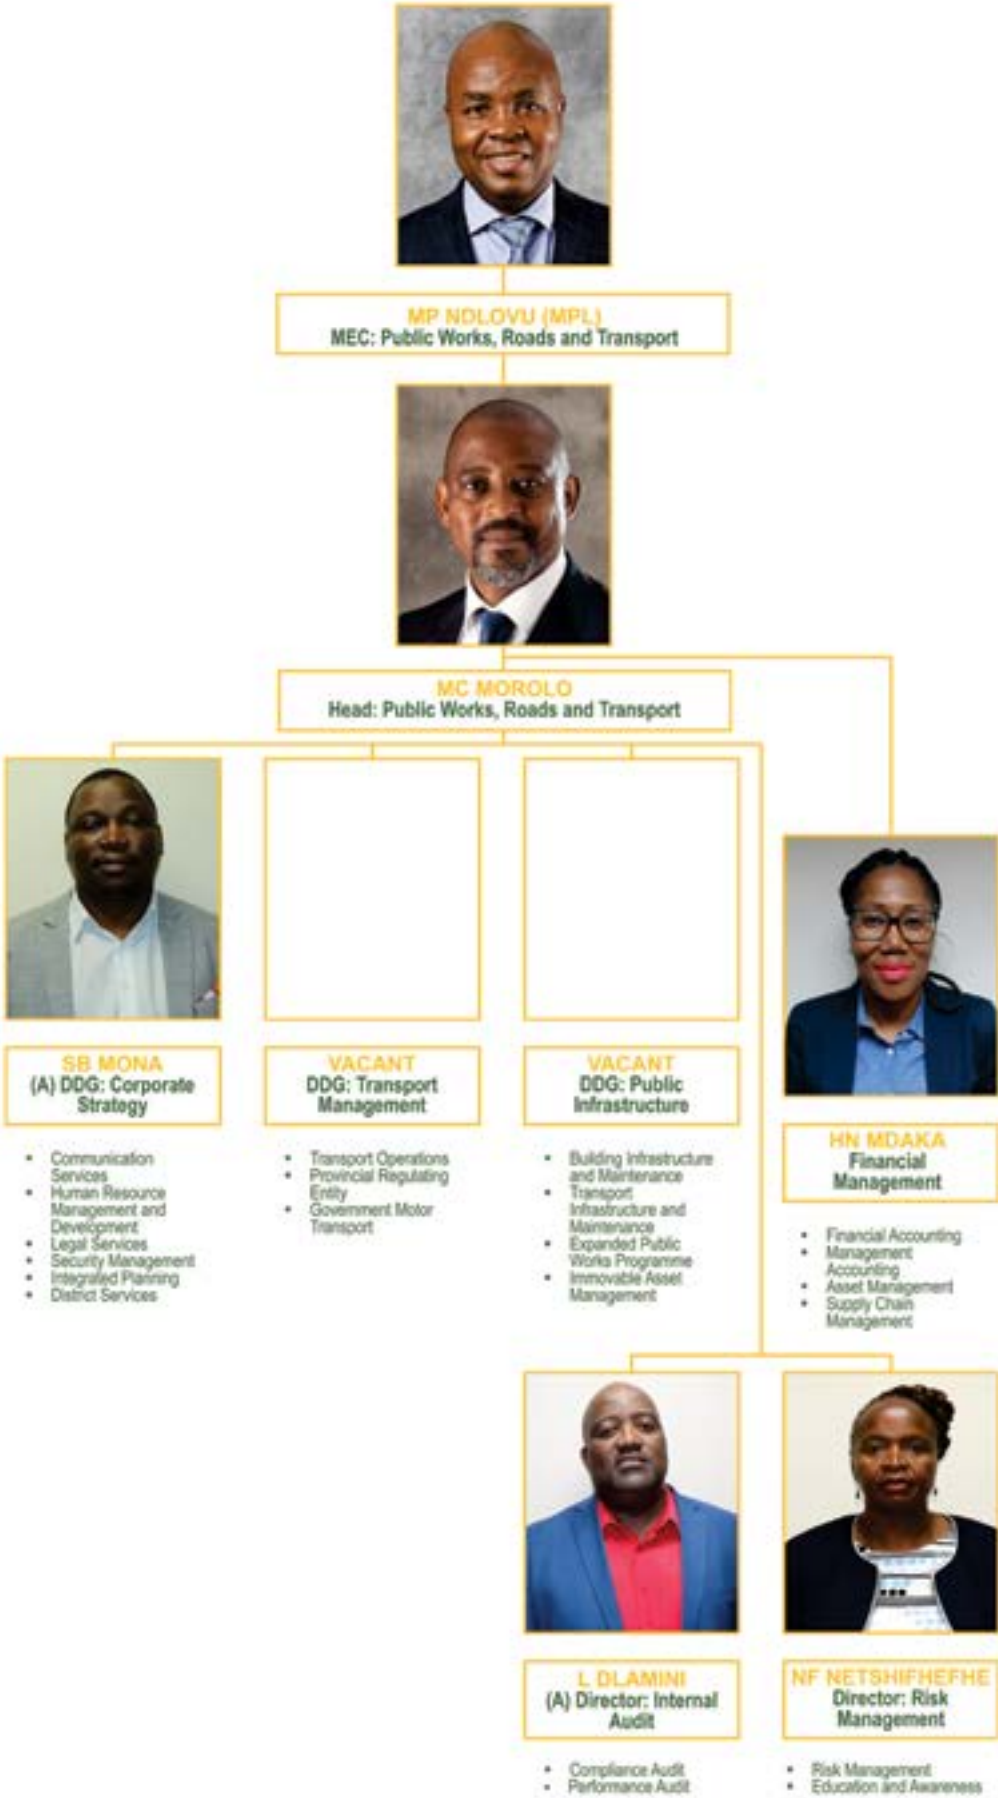 MP NDLOVU (MPL)
MEC: Public Works, Roads and Transport
MC MOROLO
Head: Public Works, Roads and Transport
SB MONA
(A) DDG: Corporate
Strategy
• Communication
Services
• Human Resource
Management and
Development
• Legal Services
• Security Management
• Integrated Planning
• District Services
VACANT
DDG: Transport
Management
• Transport Operations
• Provincial Regulating
Entity
• Government Motor
Transport
VACANT
DDG: Public
Infrastructure
• Building Infrastructure
and Maintenance
• Transport
Infrastructure and
Maintenance
• Expanded Public
Works Programme
• Immovable Asset
Management
HN MDAKA
Financial
Management
• Financial Accounting
• Management
Accounting
• Asset Management
• Supply Chain
Management
L DLAMINI
(A) Director: Internal
Audit
• Compliance Audit
• Performance Audit
NF NETSHIFHEFHE
Director: Risk
Management
• Risk Management
• Education and Awareness